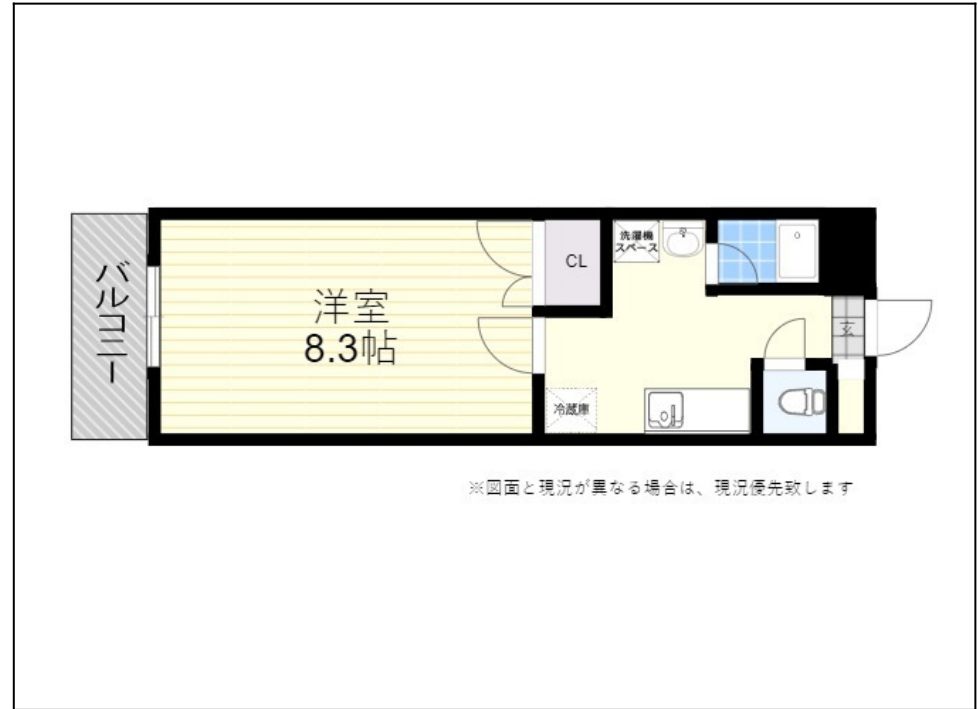 バルコニー
洋室
8.3帖
CL
洗濯機
スペース
冷蔵庫
玄
※図面と現況が異なる場合は、現況優先致します